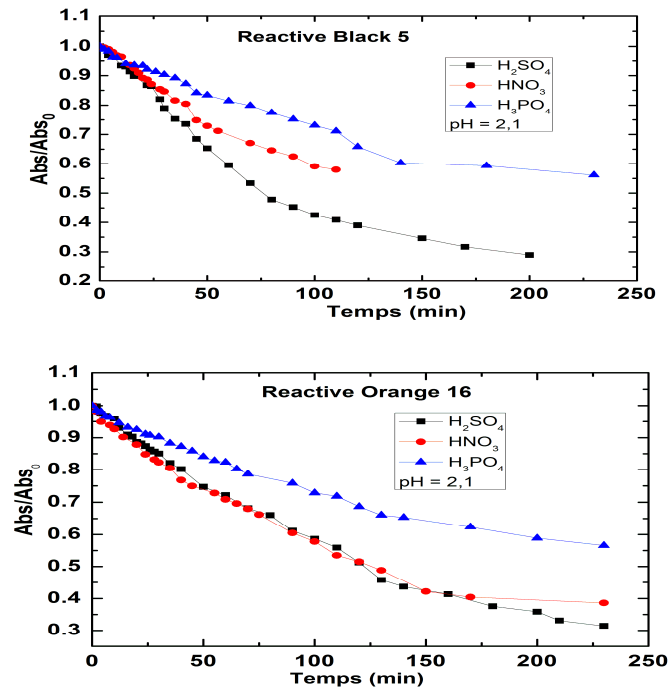 Reactive Black 5
H₂SO₄
HNO₃
H₃PO₄
pH = 2,1
Abs/Abs₀
1.1
1.0
0.9
0.8
0.7
0.6
0.5
0.4
0.3
0.2
0 50 100 150 200 250
Temps (min)
Reactive Orange 16
H₂SO₄
HNO₃
H₃PO₄
pH = 2,1
Abs/Abs₀
1.1
1.0
0.9
0.8
0.7
0.6
0.5
0.4
0.3
0 50 100 150 200 250
Temps (min)